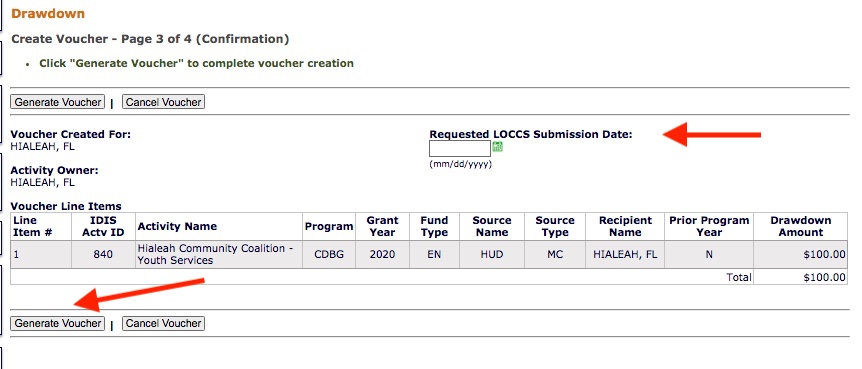 Drawdown
Create Voucher - Page 3 of 4 (Confirmation)
• Click "Generate Voucher" to complete voucher creation
Generate Voucher | Cancel Voucher
Voucher Created For: Requested LOCCS Submission Date:
HIALEAH, FL
(mm/dd/yyyy)
Activity Owner:
HIALEAH, FL
Voucher Line Items
Line Item # IDIS Actv ID Activity Name Program Grant Year Fund Type Source Name Source Type Recipient Name Prior Program Year Drawdown Amount
1 840 Hialeah Community Coalition - Youth Services CDBG 2020 EN HUD MC HIALEAH, FL N $100.00
Total $100.00
Generate Voucher | Cancel Voucher